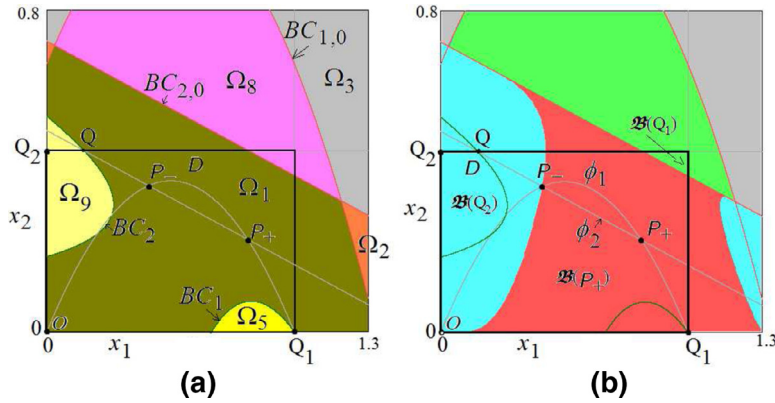 0.8
BC₁,₀
Ω₃
BC₂,₀
Ω₈
Q₂
Q
D
P₋
Ω₁
Ω₉
x₂
BC₂
P₊
Ω₂
BC₁
Ω₅
0
O
0
x₁
Q₁
1.3
(a)
0.8
𝔅(Q₁)
Q₂
Q
D
P₋
ϕ₁
𝔅(Q₂)
x₂
ϕ₂
P₊
𝔅(P₊)
0
O
0
x₁
Q₁
1.3
(b)